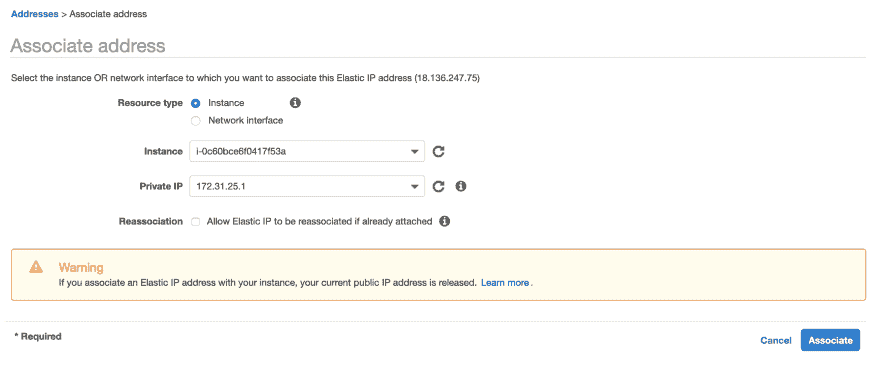 Addresses > Associate address
Associate address
Select the instance OR network interface to which you want to associate this Elastic IP address (18.136.247.75)
Resource type Instance
Network interface
Instance i-0c60bce6f0417f53a
Private IP 172.31.25.1
Reassociation Allow Elastic IP to be reassociated if already attached
Warning
If you associate an Elastic IP address with your instance, your current public IP address is released. Learn more.
* Required
Cancel Associate